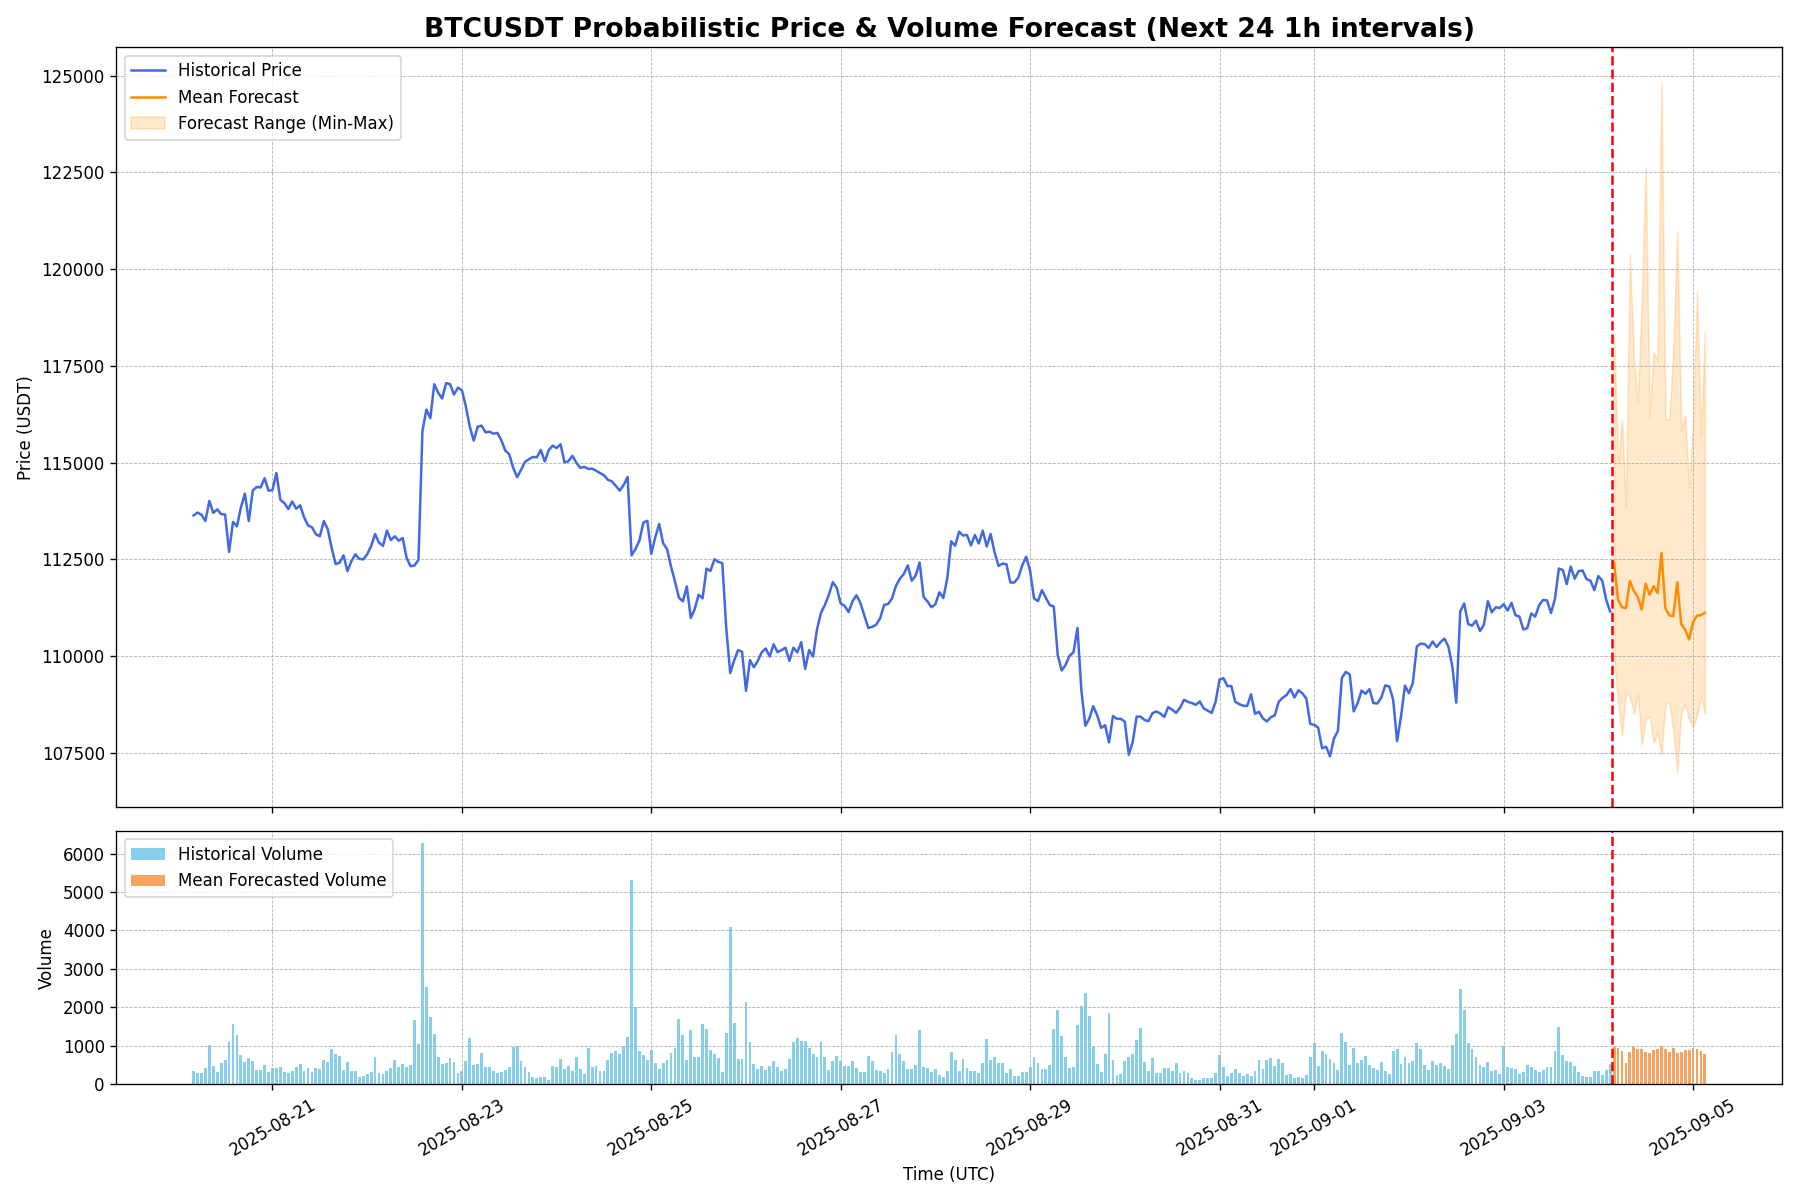 BTCUSDT Probabilistic Price & Volume Forecast (Next 24 1h intervals)
Historical Price
Mean Forecast
Forecast Range (Min-Max)
125000
122500
120000
117500
115000
112500
110000
107500
Price (USDT)
Historical Volume
Mean Forecasted Volume
6000
5000
4000
3000
2000
1000
0
Volume
2025-08-21
2025-08-23
2025-08-25
2025-08-27
2025-08-29
2025-08-31
2025-09-01
2025-09-03
2025-09-05
Time (UTC)